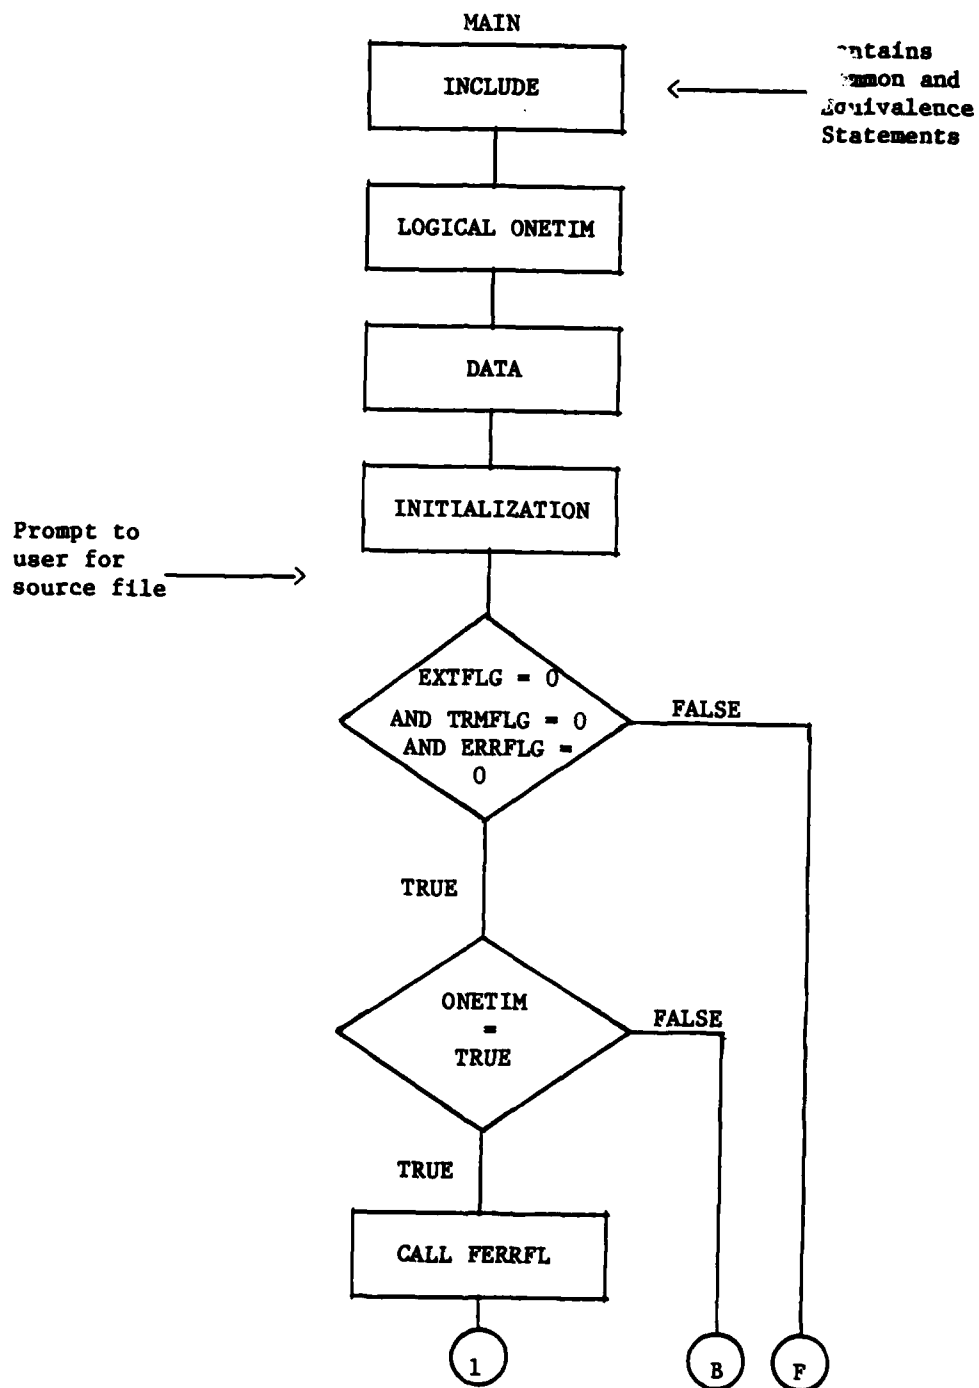 MAIN
INCLUDE
and
Statements
LOGICAL ONETIM
DATA
INITIALIZATION
Prompt to
user for
source file
EXTFLG = 0
AND TRMFLG = 0
AND ERRFLG =
0
FALSE
TRUE
ONETIM
=
TRUE
FALSE
TRUE
CALL FERRFL
1
B
F